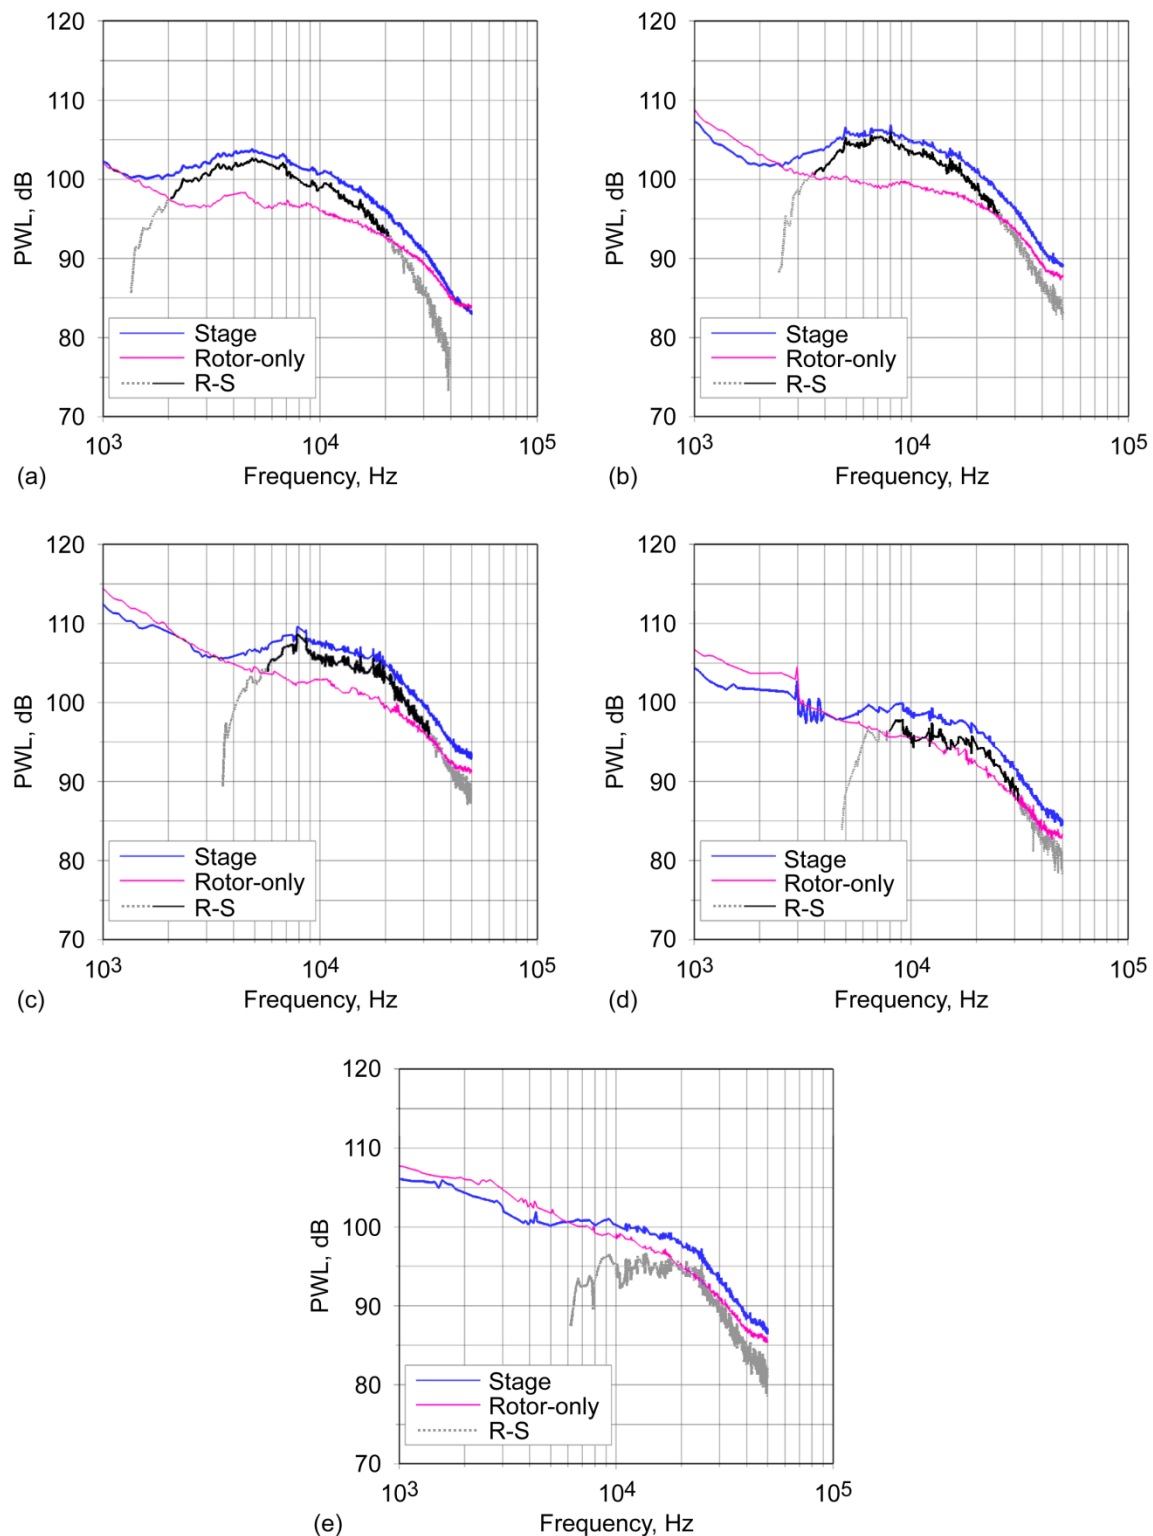 120
110
100
90
80
70
PWL, dB
Stage
Rotor-only
R-S
103
104
105
Frequency, Hz
(a)
120
110
100
90
80
70
PWL, dB
Stage
Rotor-only
R-S
103
104
105
Frequency, Hz
(b)
120
110
100
90
80
70
PWL, dB
Stage
Rotor-only
R-S
103
104
105
Frequency, Hz
(c)
120
110
100
90
80
70
PWL, dB
Stage
Rotor-only
R-S
103
104
105
Frequency, Hz
(d)
120
110
100
90
80
70
PWL, dB
Stage
Rotor-only
R-S
103
104
105
Frequency, Hz
(e)